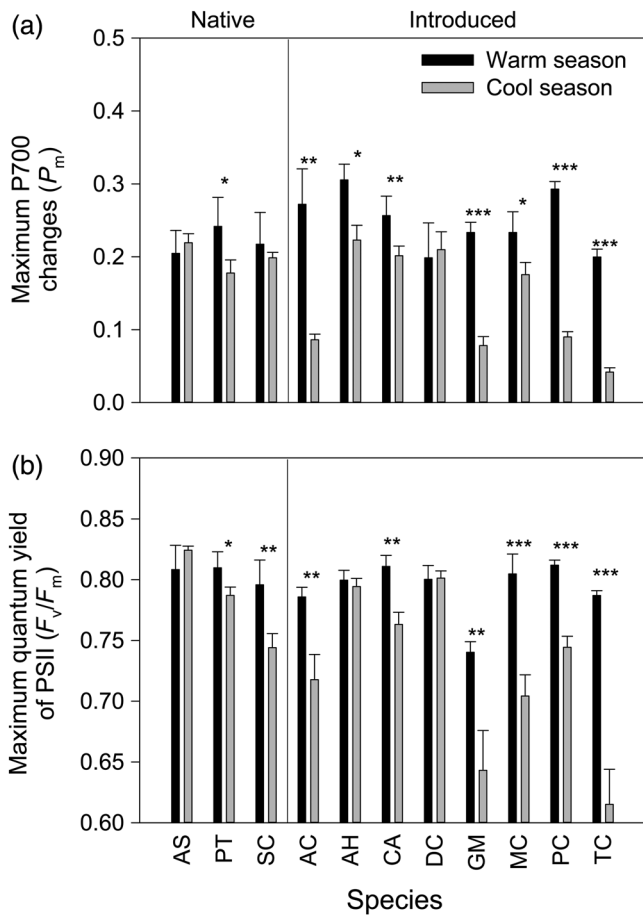 (a)
Native Introduced
Warm season
Cool season
Maximum P700
changes (Pm)
0.5
0.4
0.3
0.2
0.1
0.0
* ** * ** *** * *** ***
(b)
Maximum quantum yield
of PSII (Fv/Fm)
0.90
0.85
0.80
0.75
0.70
0.65
0.60
* ** ** ** ** *** *** ***
AS PT SC AC AH CA DC GM MC PC TC
Species